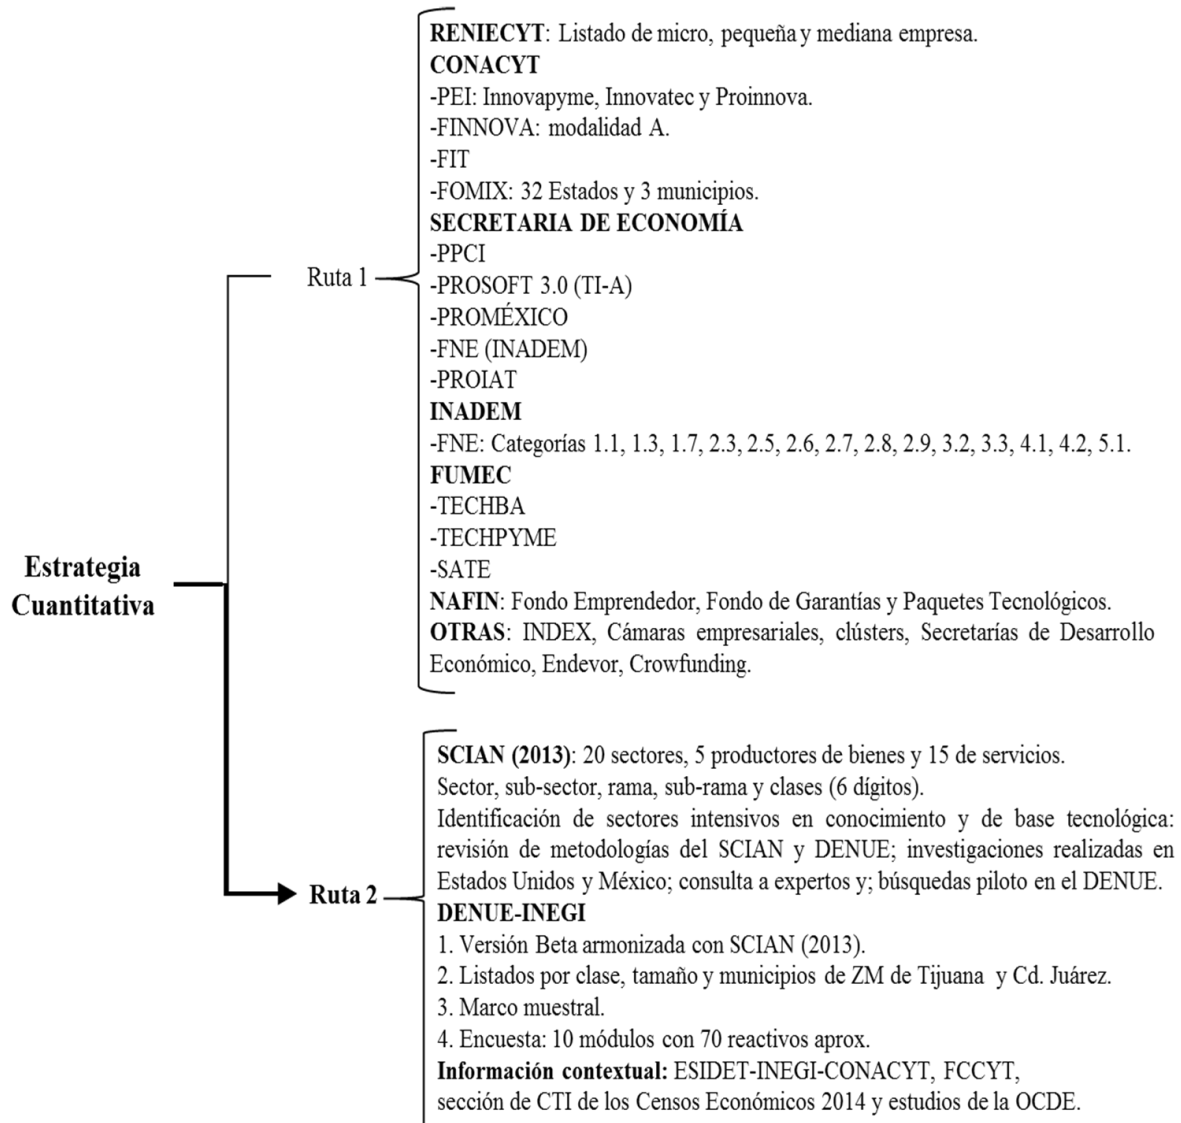 RENIECYT: Listado de micro, pequeña y mediana empresa.
CONACYT
-PEI: Innovapyme, Innovatec y Proinnova.
-FINNOVA: modalidad A.
-FIT
-FOMIX: 32 Estados y 3 municipios.
SECRETARIA DE ECONOMÍA
-PPCI
Ruta 1
-PROSOFT 3.0 (TI-A)
-PROMÉXICO
-FNE (INADEM)
-PROIAT
INADEM
-FNE: Categorías 1.1, 1.3, 1.7, 2.3, 2.5, 2.6, 2.7, 2.8, 2.9, 3.2, 3.3, 4.1, 4.2, 5.1.
FUMEC
-TECHBA
-TECHPYME
-SATE
Estrategia
Cuantitativa
NAFIN: Fondo Emprendedor, Fondo de Garantías y Paquetes Tecnológicos.
OTRAS: INDEX, Cámaras empresariales, clústers, Secretarías de Desarrollo
Económico, Endevor, Crowfunding.
SCIAN (2013): 20 sectores, 5 productores de bienes y 15 de servicios.
Sector, sub-sector, rama, sub-rama y clases (6 dígitos).
Identificación de sectores intensivos en conocimiento y de base tecnológica:
revisión de metodologías del SCIAN y DENUE; investigaciones realizadas en
Estados Unidos y México; consulta a expertos y; búsquedas piloto en el DENUE.
Ruta 2
DENUE-INEGI
1. Versión Beta armonizada con SCIAN (2013).
2. Listados por clase, tamaño y municipios de ZM de Tijuana y Cd. Juárez.
3. Marco muestral.
4. Encuesta: 10 módulos con 70 reactivos aprox.
Información contextual: ESIDET-INEGI-CONACYT, FCCYT,
sección de CTI de los Censos Económicos 2014 y estudios de la OCDE.